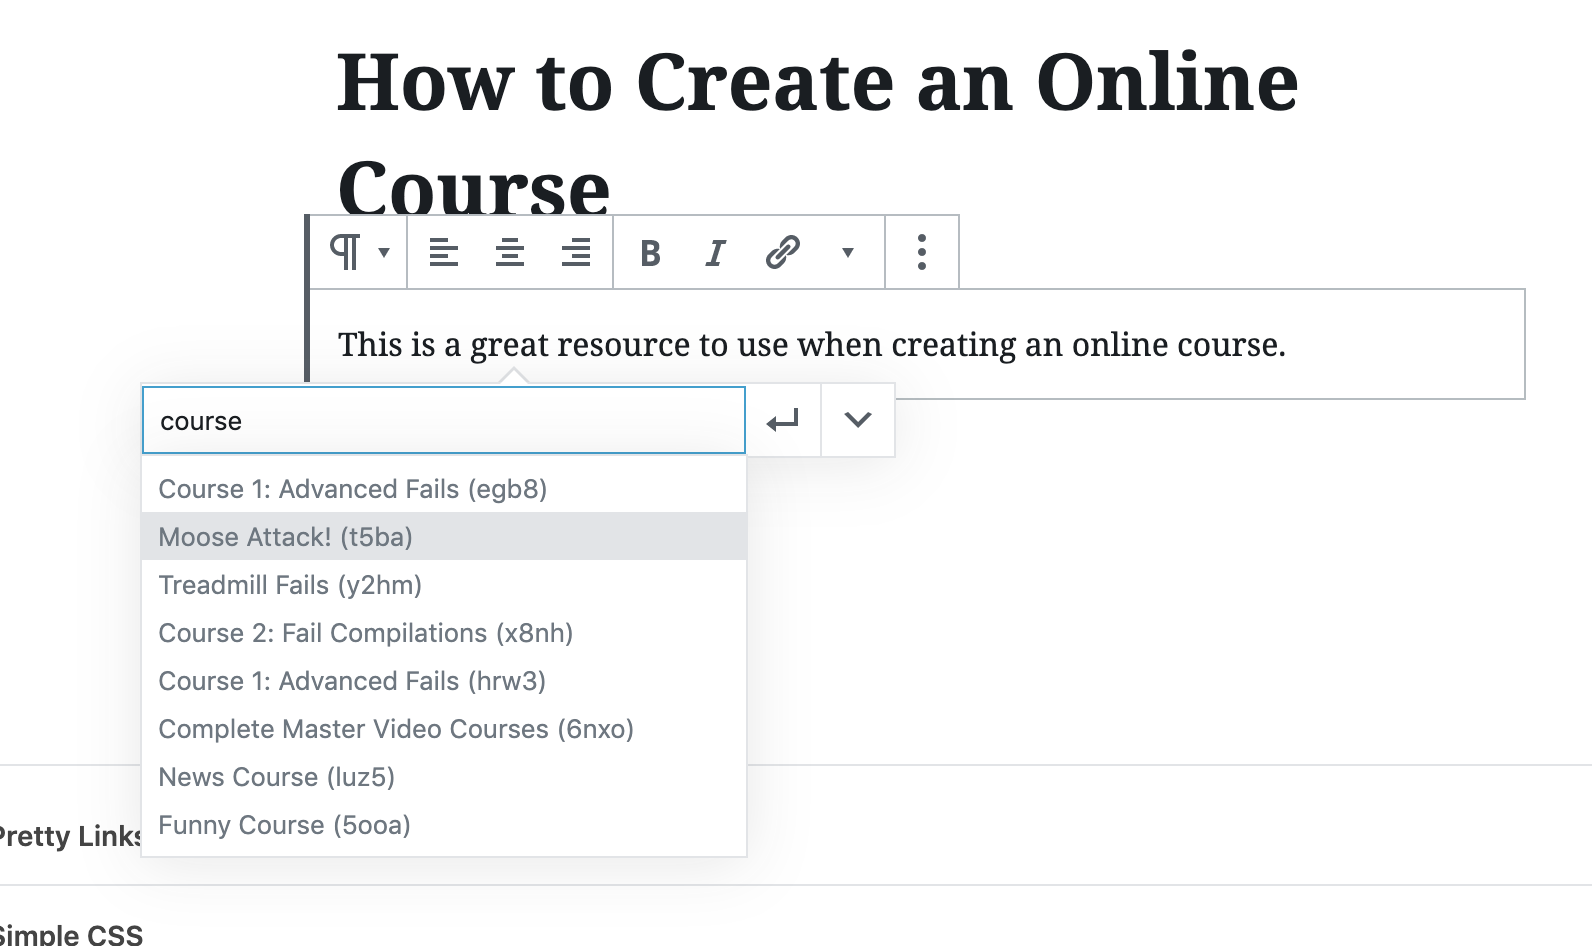 How to Create an Online
Course
B I
This is a great resource to use when creating an online course.
course
Course 1: Advanced Fails (egb8)
Moose Attack! (t5ba)
Treadmill Fails (y2hm)
Course 2: Fail Compilations (x8nh)
Course 1: Advanced Fails (hrw3)
Complete Master Video Courses (6nxo)
News Course (luz5)
Funny Course (5ooa)
Pretty Links
Simple CSS